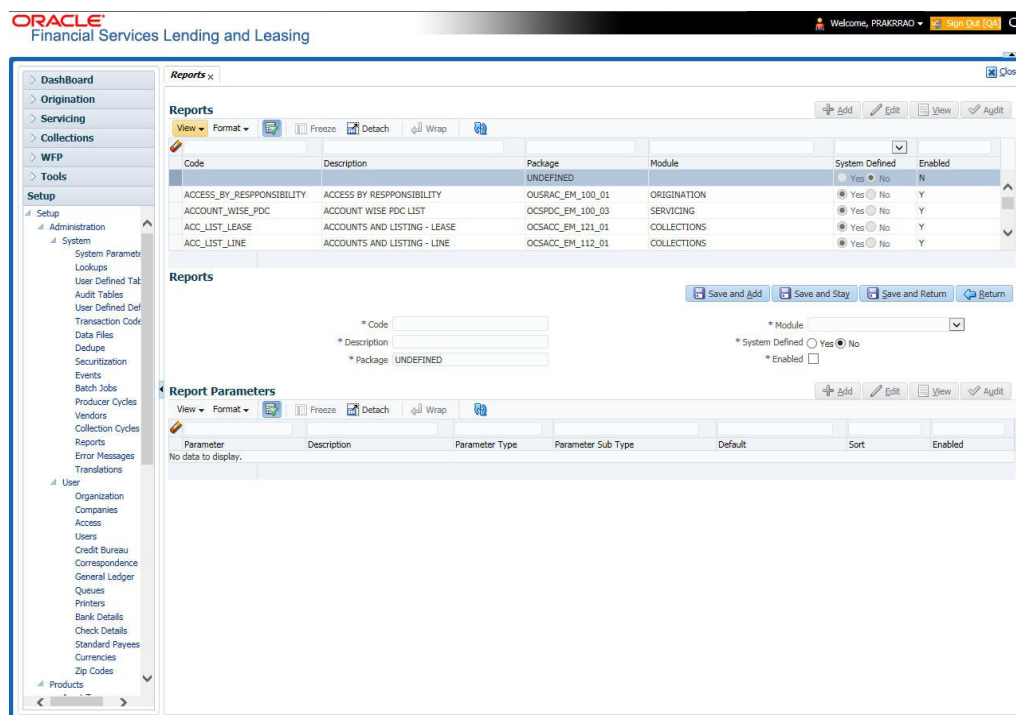 ORACLE
Financial Services Lending and Leasing
Welcome, PRAKRRAO
Sign Out [QA]
DashBoard
Origination
Servicing
Collections
WFP
Tools
Setup
Setup
Administration
System
System Paramete
Lookups
User Defined Tab
Audit Tables
User Defined Def
Transaction Code
Data Files
Dedupe
Securitization
Events
Batch Jobs
Producer Cycles
Vendors
Collection Cycles
Reports
Error Messages
Translations
User
Organization
Companies
Access
Users
Credit Bureau
Correspondence
General Ledger
Queues
Printers
Bank Details
Check Details
Standard Payees
Currencies
Zip Codes
Products
Reports
Clos
Reports
Add Edit View Audit
View Format Freeze Detach Wrap
Code Description Package Module System Defined Enabled
UNDEFINED Yes No N
ACCESS_BY_RESPPONSIBILITY ACCESS BY RESPPONSIBILITY OUSRAC_EM_100_01 ORIGINATION Yes No Y
ACCOUNT_WISE_PDC ACCOUNT WISE PDC LIST OCSPDC_EM_100_03 SERVICING Yes No Y
ACC_LIST_LEASE ACCOUNTS AND LISTING - LEASE OCSACC_EM_121_01 COLLECTIONS Yes No Y
ACC_LIST_LINE ACCOUNTS AND LISTING - LINE OCSACC_EM_112_01 COLLECTIONS Yes No Y
Reports
Save and Add Save and Stay Save and Return Return
* Code
* Module
* Description
* System Defined Yes No
* Package UNDEFINED
* Enabled
Report Parameters
Add Edit View Audit
View Format Freeze Detach Wrap
Parameter Description Parameter Type Parameter Sub Type Default Sort Enabled
No data to display.